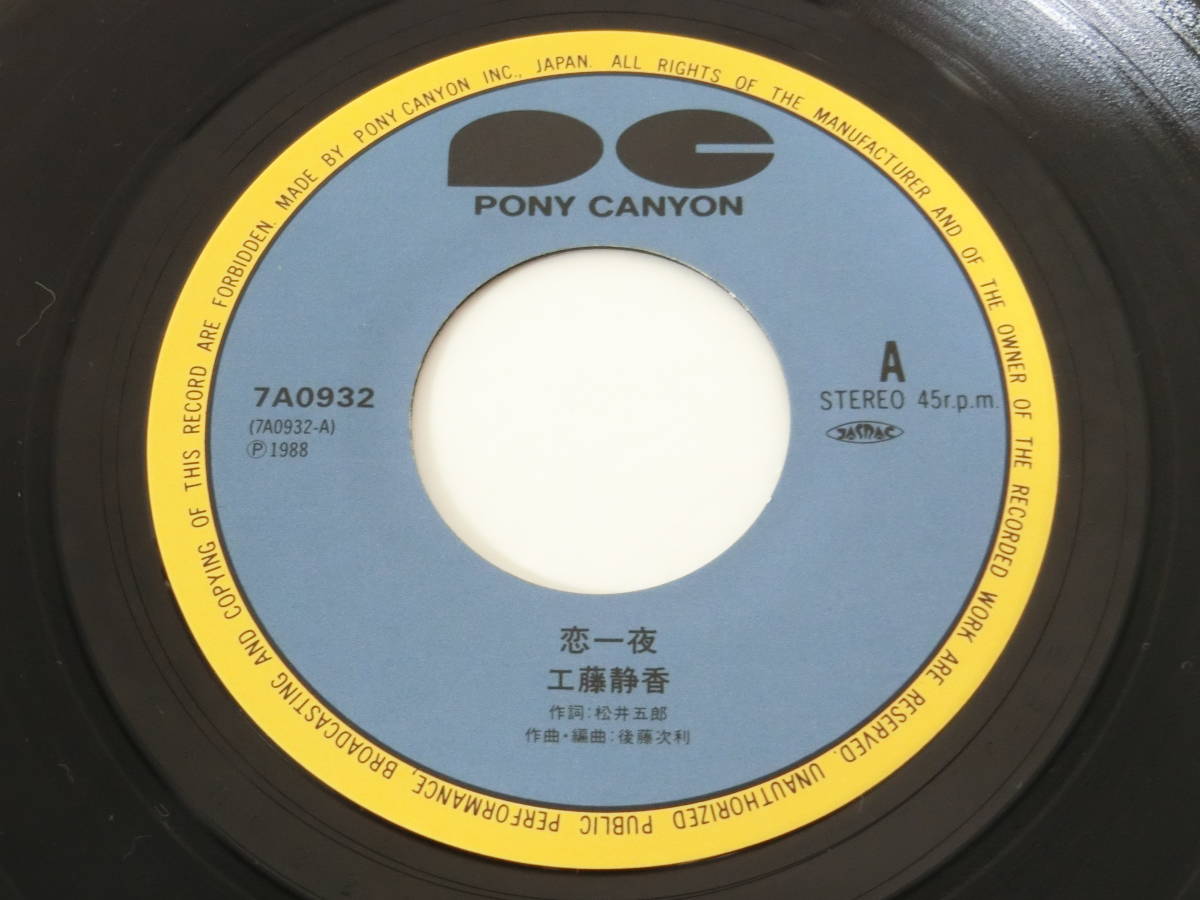 MADE BY PONY CANYON INC., JAPAN. ALL RIGHTS OF THE MANUFACTURER AND OF THE OWNER OF THE RECORDED WORK ARE RESERVED. UNAUTHORIZED PUBLIC PERFORMANCE, BROADCASTING AND COPYING OF THIS RECORD ARE FORBIDDEN.
PC
PONY CANYON
7A0932
(7A0932-A)
Ⓟ1988
A
STEREO 45r.p.m.
JASRAC
恋一夜
工藤静香
作詞:松井五郎
作曲・編曲:後藤次利